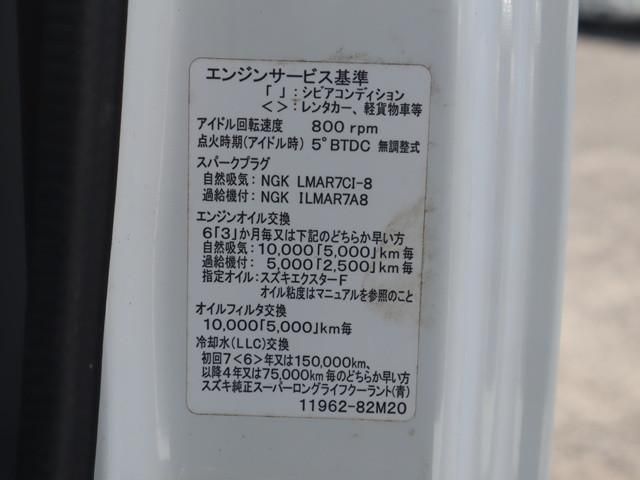 エンジンサービス基準
「　」：シビアコンディション
＜＞：レンタカー、軽貨物車等
アイドル回転速度　800 rpm
点火時期(アイドル時)　5°BTDC 無調整式
スパークプラグ
自然吸気：NGK LMAR7CI-8
過給機付：NGK ILMAR7A8
エンジンオイル交換
6「3」か月毎又は下記のどちらか早い方
自然吸気：10,000「5,000」km毎
過給機付：5,000「2,500」km毎
指定オイル：スズキエクスターF
オイル粘度はマニュアルを参照のこと
オイルフィルタ交換
10,000「5,000」km毎
冷却水(LLC)交換
初回7＜6＞年又は150,000km、
以降4年又は75,000km 毎のどちらか早い方
スズキ純正スーパーロングライフクーラント(青)
11962-82M20